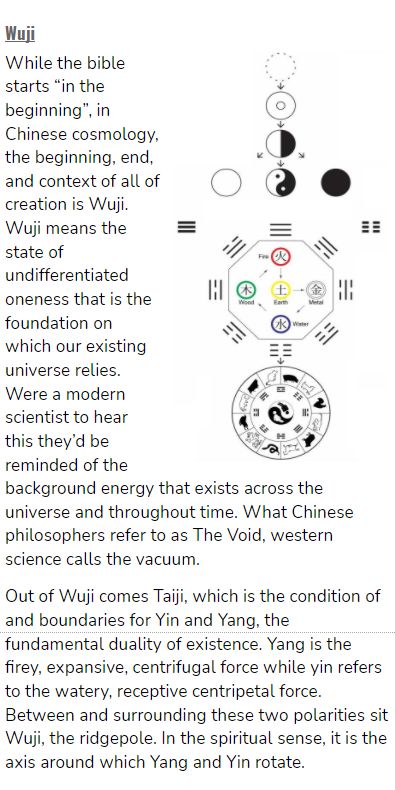 Wuji
While the bible
starts “in the
beginning”, in
Chinese cosmology,
the beginning, end,
and context of all of
creation is Wuji.
Wuji means the
state of
undifferentiated
oneness that is the
foundation on
which our existing
universe relies.
Were a modern
scientist to hear
this they’d be
reminded of the
background energy that exists across the
universe and throughout time. What Chinese
philosophers refer to as The Void, western
science calls the vacuum.
Fire 火
木 土 金
Wood Earth Metal
水 Water
Out of Wuji comes Taiji, which is the condition of
and boundaries for Yin and Yang, the
fundamental duality of existence. Yang is the
firey, expansive, centrifugal force while yin refers
to the watery, receptive centripetal force.
Between and surrounding these two polarities sit
Wuji, the ridgepole. In the spiritual sense, it is the
axis around which Yang and Yin rotate.